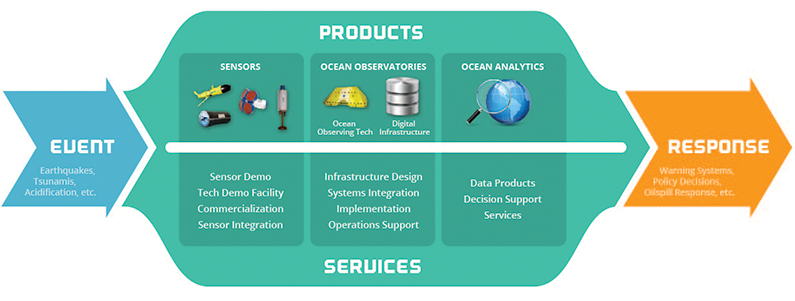 PRODUCTS
SENSORS
OCEAN OBSERVATORIES
Ocean
Observing Tech
Digital
Infrastructure
OCEAN ANALYTICS
EVENT
Earthquakes,
Tsunamis,
Acidification, etc.
Sensor Demo
Tech Demo Facility
Commercialization
Sensor Integration
Infrastructure Design
Systems Integration
Implementation
Operations Support
Data Products
Decision Support
Services
RESPONSE
Warning Systems,
Policy Decisions,
Oilspill Response, etc.
SERVICES